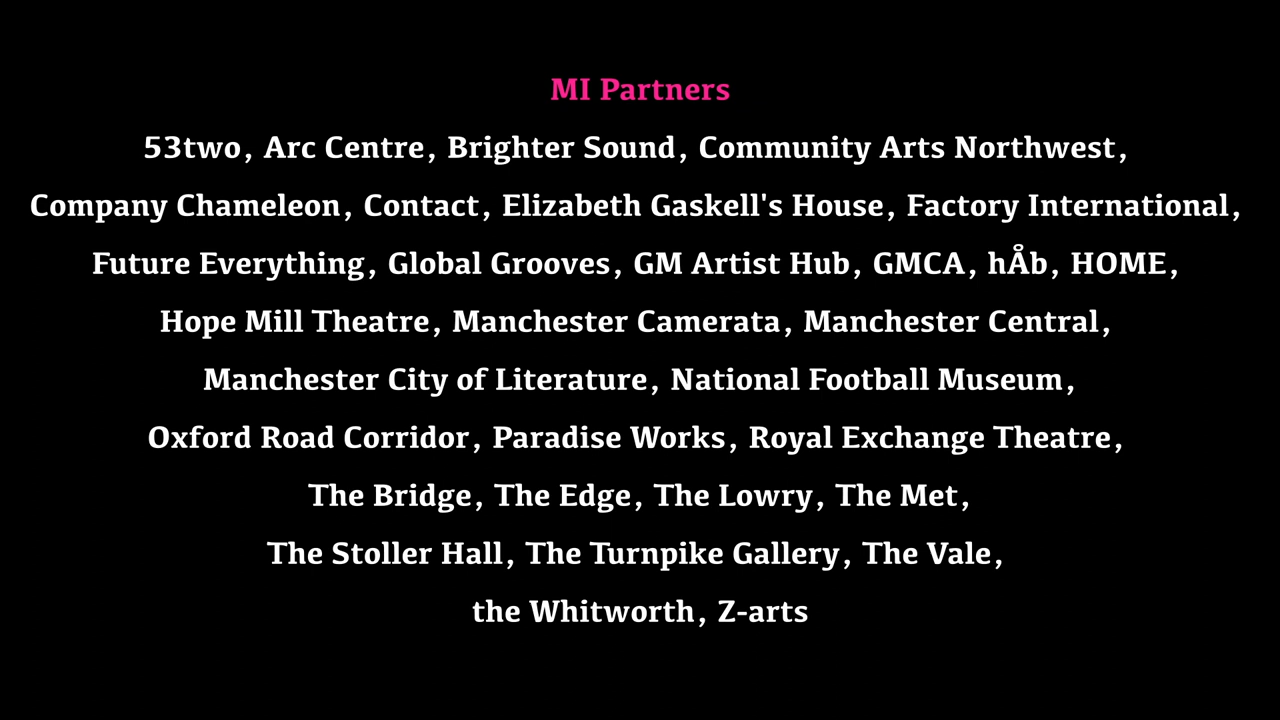 MI Partners
53two, Arc Centre, Brighter Sound, Community Arts Northwest,
Company Chameleon, Contact, Elizabeth Gaskell's House, Factory International,
Future Everything, Global Grooves, GM Artist Hub, GMCA, hÅb, HOME,
Hope Mill Theatre, Manchester Camerata, Manchester Central,
Manchester City of Literature, National Football Museum,
Oxford Road Corridor, Paradise Works, Royal Exchange Theatre,
The Bridge, The Edge, The Lowry, The Met,
The Stoller Hall, The Turnpike Gallery, The Vale,
the Whitworth, Z-arts